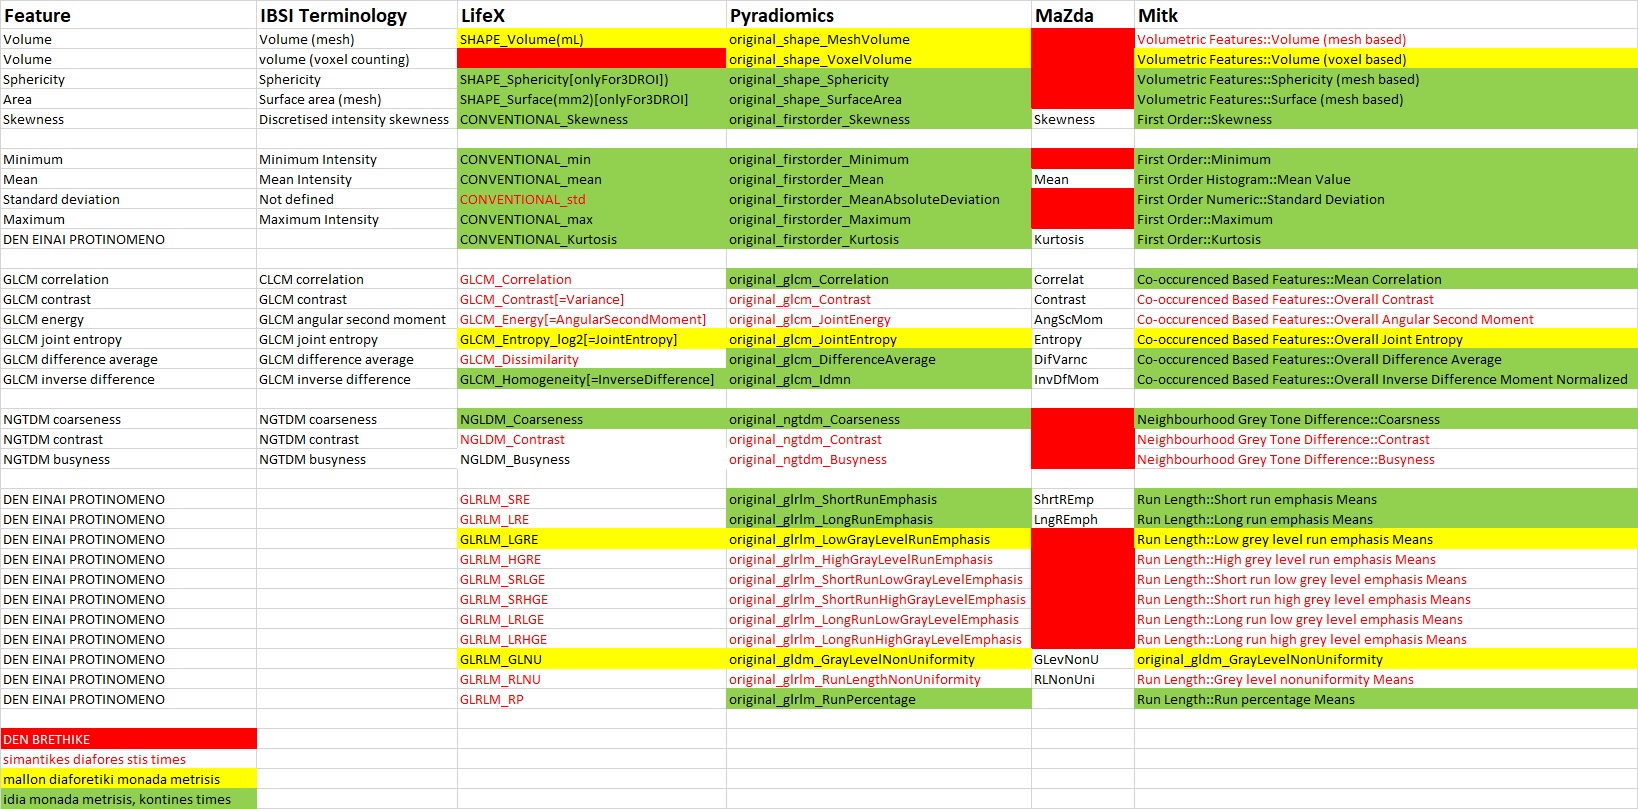 Feature IBSI Terminology LifeX Pyradiomics MaZda Mitk
Volume Volume (mesh) SHAPE_Volume(mL) original_shape_MeshVolume Volumetric Features::Volume (mesh based)
Volume volume (voxel counting) original_shape_VoxelVolume Volumetric Features::Volume (voxel based)
Sphericity Sphericity SHAPE_Sphericity[onlyFor3DROI]) original_shape_Sphericity Volumetric Features::Sphericity (mesh based)
Area Surface area (mesh) SHAPE_Surface(mm2)[onlyFor3DROI] original_shape_SurfaceArea Volumetric Features::Surface (mesh based)
Skewness Discretised intensity skewness CONVENTIONAL_Skewness original_firstorder_Skewness Skewness First Order::Skewness
Minimum Minimum Intensity CONVENTIONAL_min original_firstorder_Minimum First Order::Minimum
Mean Mean Intensity CONVENTIONAL_mean original_firstorder_Mean Mean First Order Histogram::Mean Value
Standard deviation Not defined CONVENTIONAL_std original_firstorder_MeanAbsoluteDeviation First Order Numeric::Standard Deviation
Maximum Maximum Intensity CONVENTIONAL_max original_firstorder_Maximum First Order::Maximum
DEN EINAI PROTINOMENO CONVENTIONAL_Kurtosis original_firstorder_Kurtosis Kurtosis First Order::Kurtosis
GLCM correlation CLCM correlation GLCM_Correlation original_glcm_Correlation Correlat Co-occurenced Based Features::Mean Correlation
GLCM contrast GLCM contrast GLCM_Contrast[=Variance] original_glcm_Contrast Contrast Co-occurenced Based Features::Overall Contrast
GLCM energy GLCM angular second moment GLCM_Energy[=AngularSecondMoment] original_glcm_JointEnergy AngScMom Co-occurenced Based Features::Overall Angular Second Moment
GLCM joint entropy GLCM joint entropy GLCM_Entropy_log2[=JointEntropy] original_glcm_JointEntropy Entropy Co-occurenced Based Features::Overall Joint Entropy
GLCM difference average GLCM difference average GLCM_Dissimilarity original_glcm_DifferenceAverage DifVarnc Co-occurenced Based Features::Overall Difference Average
GLCM inverse difference GLCM inverse difference GLCM_Homogeneity[=InverseDifference] original_glcm_Idmn InvDfMom Co-occurenced Based Features::Overall Inverse Difference Moment Normalized
NGTDM coarseness NGTDM coarseness NGLDM_Coarseness original_ngtdm_Coarseness Neighbourhood Grey Tone Difference::Coarsness
NGTDM contrast NGTDM contrast NGLDM_Contrast original_ngtdm_Contrast Neighbourhood Grey Tone Difference::Contrast
NGTDM busyness NGTDM busyness NGLDM_Busyness original_ngtdm_Busyness Neighbourhood Grey Tone Difference::Busyness
DEN EINAI PROTINOMENO GLRLM_SRE original_glrlm_ShortRunEmphasis ShrtREmp Run Length::Short run emphasis Means
DEN EINAI PROTINOMENO GLRLM_LRE original_glrlm_LongRunEmphasis LngREmph Run Length::Long run emphasis Means
DEN EINAI PROTINOMENO GLRLM_LGRE original_glrlm_LowGrayLevelRunEmphasis Run Length::Low grey level run emphasis Means
DEN EINAI PROTINOMENO GLRLM_HGRE original_glrlm_HighGrayLevelRunEmphasis Run Length::High grey level run emphasis Means
DEN EINAI PROTINOMENO GLRLM_SRLGE original_glrlm_ShortRunLowGrayLevelEmphasis Run Length::Short run low grey level emphasis Means
DEN EINAI PROTINOMENO GLRLM_SRHGE original_glrlm_ShortRunHighGrayLevelEmphasis Run Length::Short run high grey level emphasis Means
DEN EINAI PROTINOMENO GLRLM_LRLGE original_glrlm_LongRunLowGrayLevelEmphasis Run Length::Long run low grey level emphasis Means
DEN EINAI PROTINOMENO GLRLM_LRHGE original_glrlm_LongRunHighGrayLevelEmphasis Run Length::Long run high grey level emphasis Means
DEN EINAI PROTINOMENO GLRLM_GLNU original_gldm_GrayLevelNonUniformity GLevNonU original_gldm_GrayLevelNonUniformity
DEN EINAI PROTINOMENO GLRLM_RLNU original_glrlm_RunLengthNonUniformity RLNonUni Run Length::Grey level nonuniformity Means
DEN EINAI PROTINOMENO GLRLM_RP original_glrlm_RunPercentage Run Length::Run percentage Means
DEN BRETHIKE
simantikes diafores stis times
mallon diaforetiki monada metrisis
idia monada metrisis, kontines times